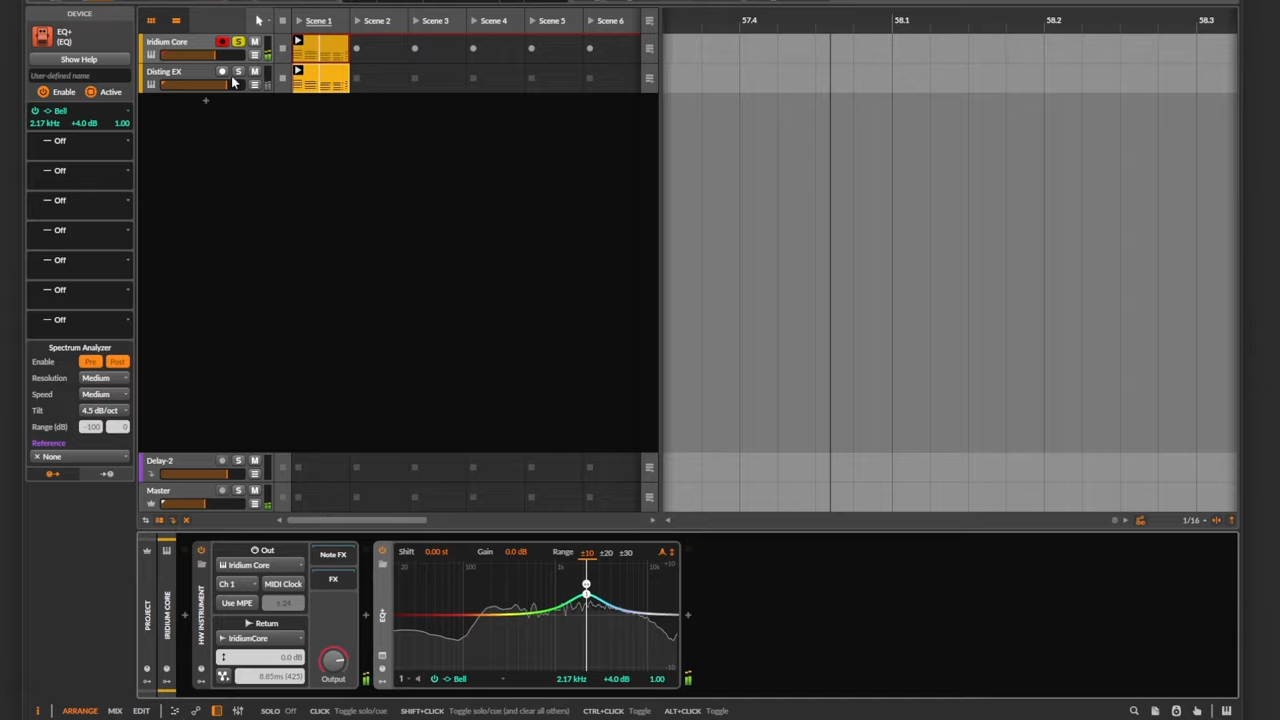 DEVICE
EQ+
(EQ)
Show Help
User-defined name
Enable Active
Bell
2.17 kHz +4.0 dB 1.00
Off
Off
Off
Off
Off
Off
Off
Spectrum Analyzer
Enable Pre Post
Resolution Medium
Speed Medium
Tilt 4.5 dB/oct
Range (dB) -100 0
Reference
× None
Scene 1 Scene 2 Scene 3 Scene 4 Scene 5 Scene 6
57.4 58.1 58.2 58.3
Iridium Core S M
Disting EX S M
+
Delay-2 S M
Master S M
1/16
PROJECT
IRIDIUM CORE
HW INSTRUMENT
Out
Iridium Core
Ch 1 MIDI Clock
Use MPE ± 24
Return
IridiumCore
0.0 dB
8.85ms (425)
Note FX
FX
Output
EQ+
Shift 0.00 st Gain 0.0 dB Range ±10 ±20 ±30
20 100 1k 10k +10
-10
1 Bell 2.17 kHz +4.0 dB 1.00
ARRANGE MIX EDIT SOLO Off CLICK Toggle solo/cue SHIFT+CLICK Toggle solo/cue (and clear all others) CTRL+CLICK Toggle ALT+CLICK Toggle